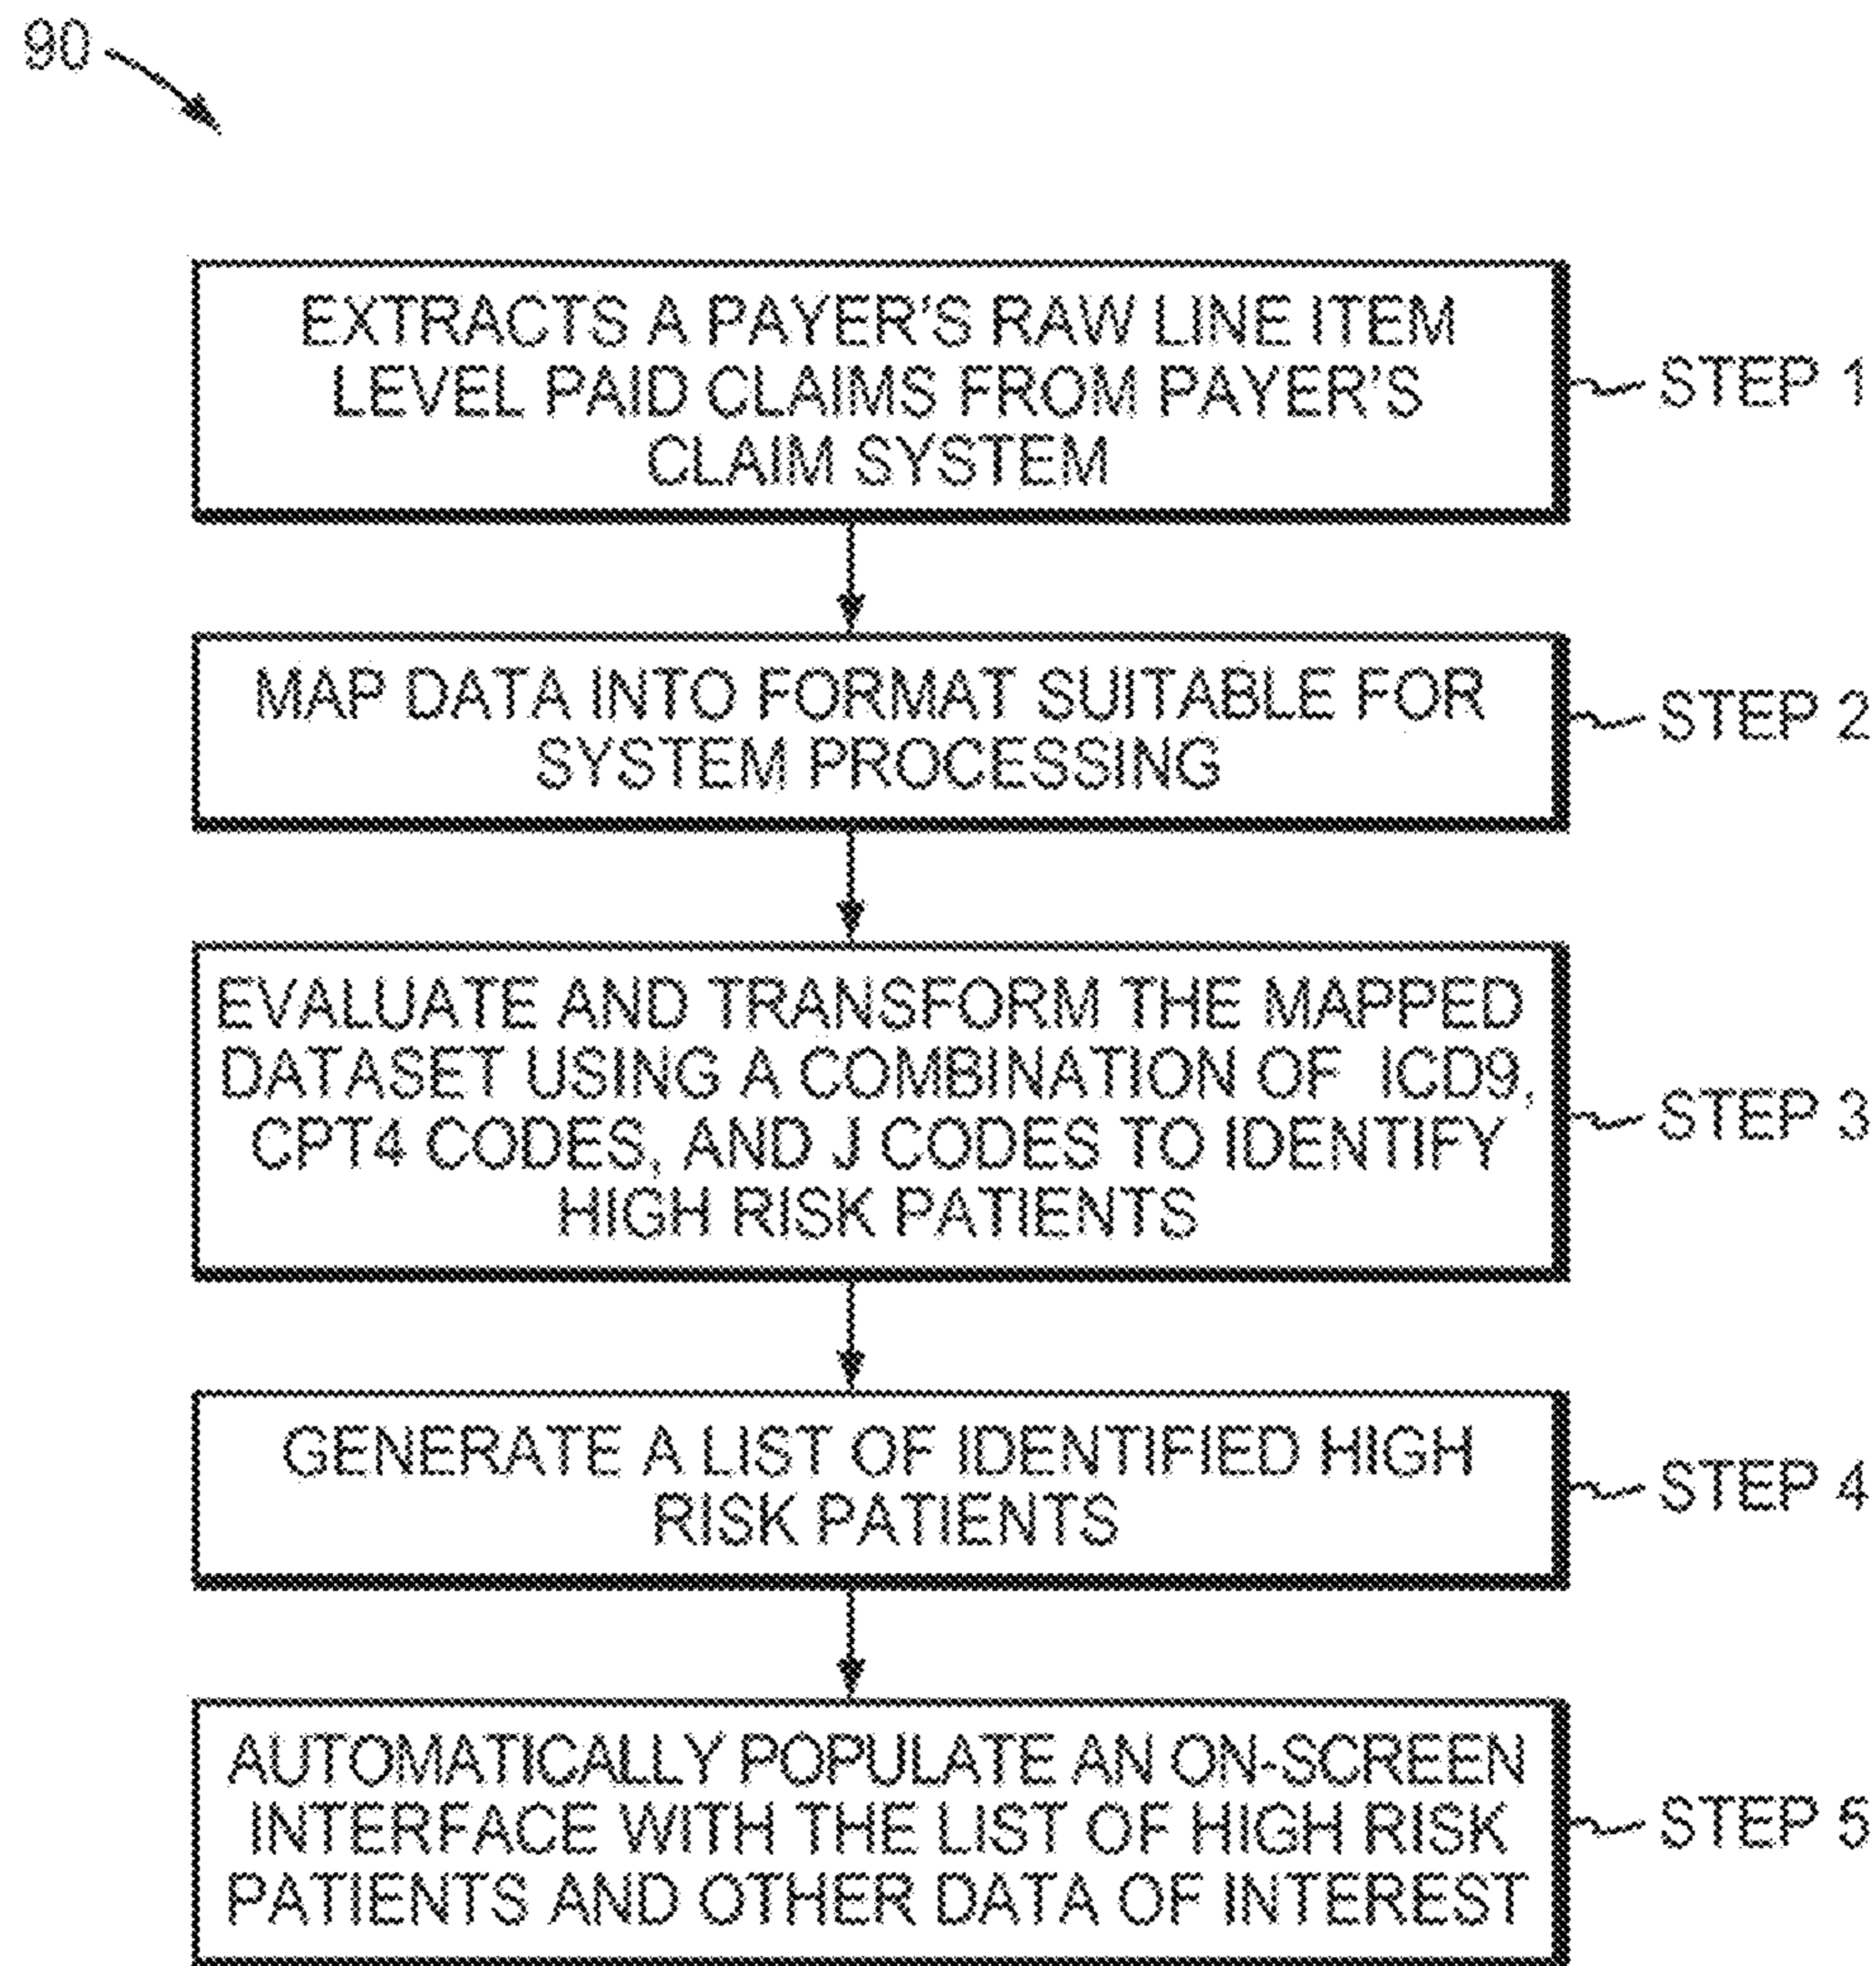 90
EXTRACTS A PAYER'S RAW LINE ITEM
LEVEL PAID CLAIMS FROM PAYER'S
CLAIM SYSTEM
STEP 1
MAP DATA INTO FORMAT SUITABLE FOR
SYSTEM PROCESSING
STEP 2
EVALUATE AND TRANSFORM THE MAPPED
DATASET USING A COMBINATION OF ICD9,
CPT4 CODES, AND J CODES TO IDENTIFY
HIGH RISK PATIENTS
STEP 3
GENERATE A LIST OF IDENTIFIED HIGH
RISK PATIENTS
STEP 4
AUTOMATICALLY POPULATE AN ON-SCREEN
INTERFACE WITH THE LIST OF HIGH RISK
PATIENTS AND OTHER DATA OF INTEREST
STEP 5